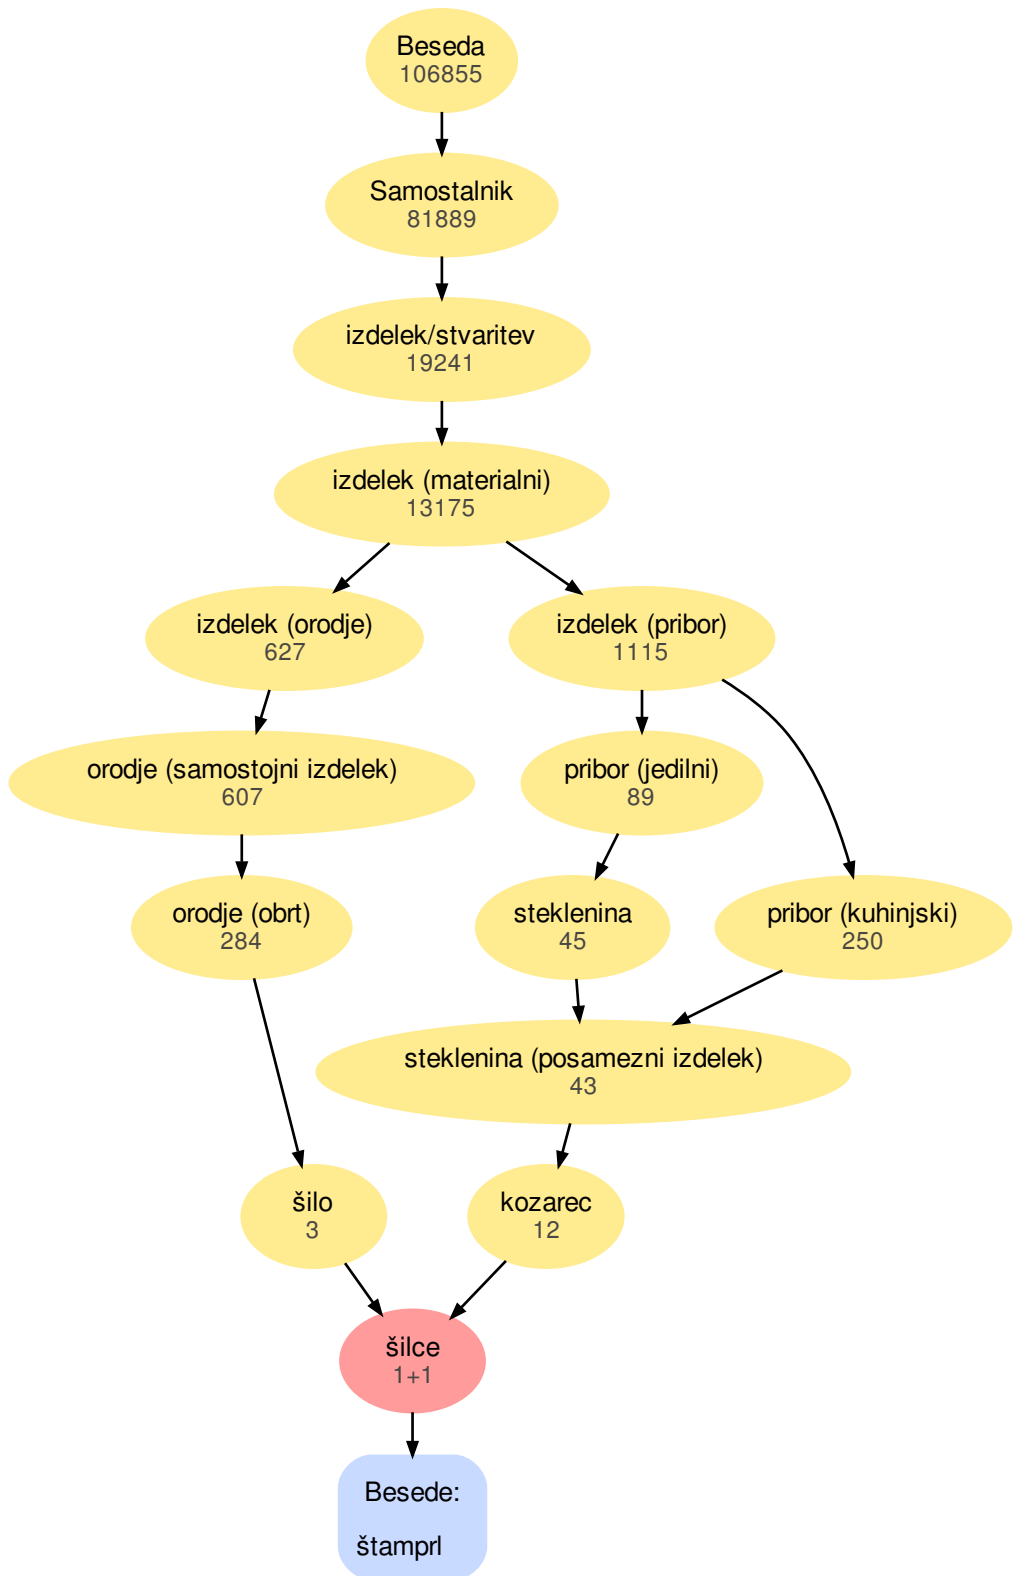 Beseda
106855
Samostalnik
81889
izdelek/stvaritev
19241
izdelek (materialni)
13175
izdelek (orodje)
627
izdelek (pribor)
1115
orodje (samostojni izdelek)
607
pribor (jedilni)
89
orodje (obrt)
284
steklenina
45
pribor (kuhinjski)
250
steklenina (posamezni izdelek)
43
šilo
3
kozarec
12
šilce
1+1
Besede:
štamprl